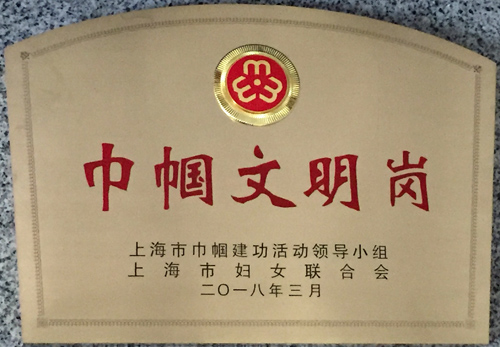 巾帼文明岗
上海市巾帼建功活动领导小组
上海市妇女联合会
二〇一八年三月